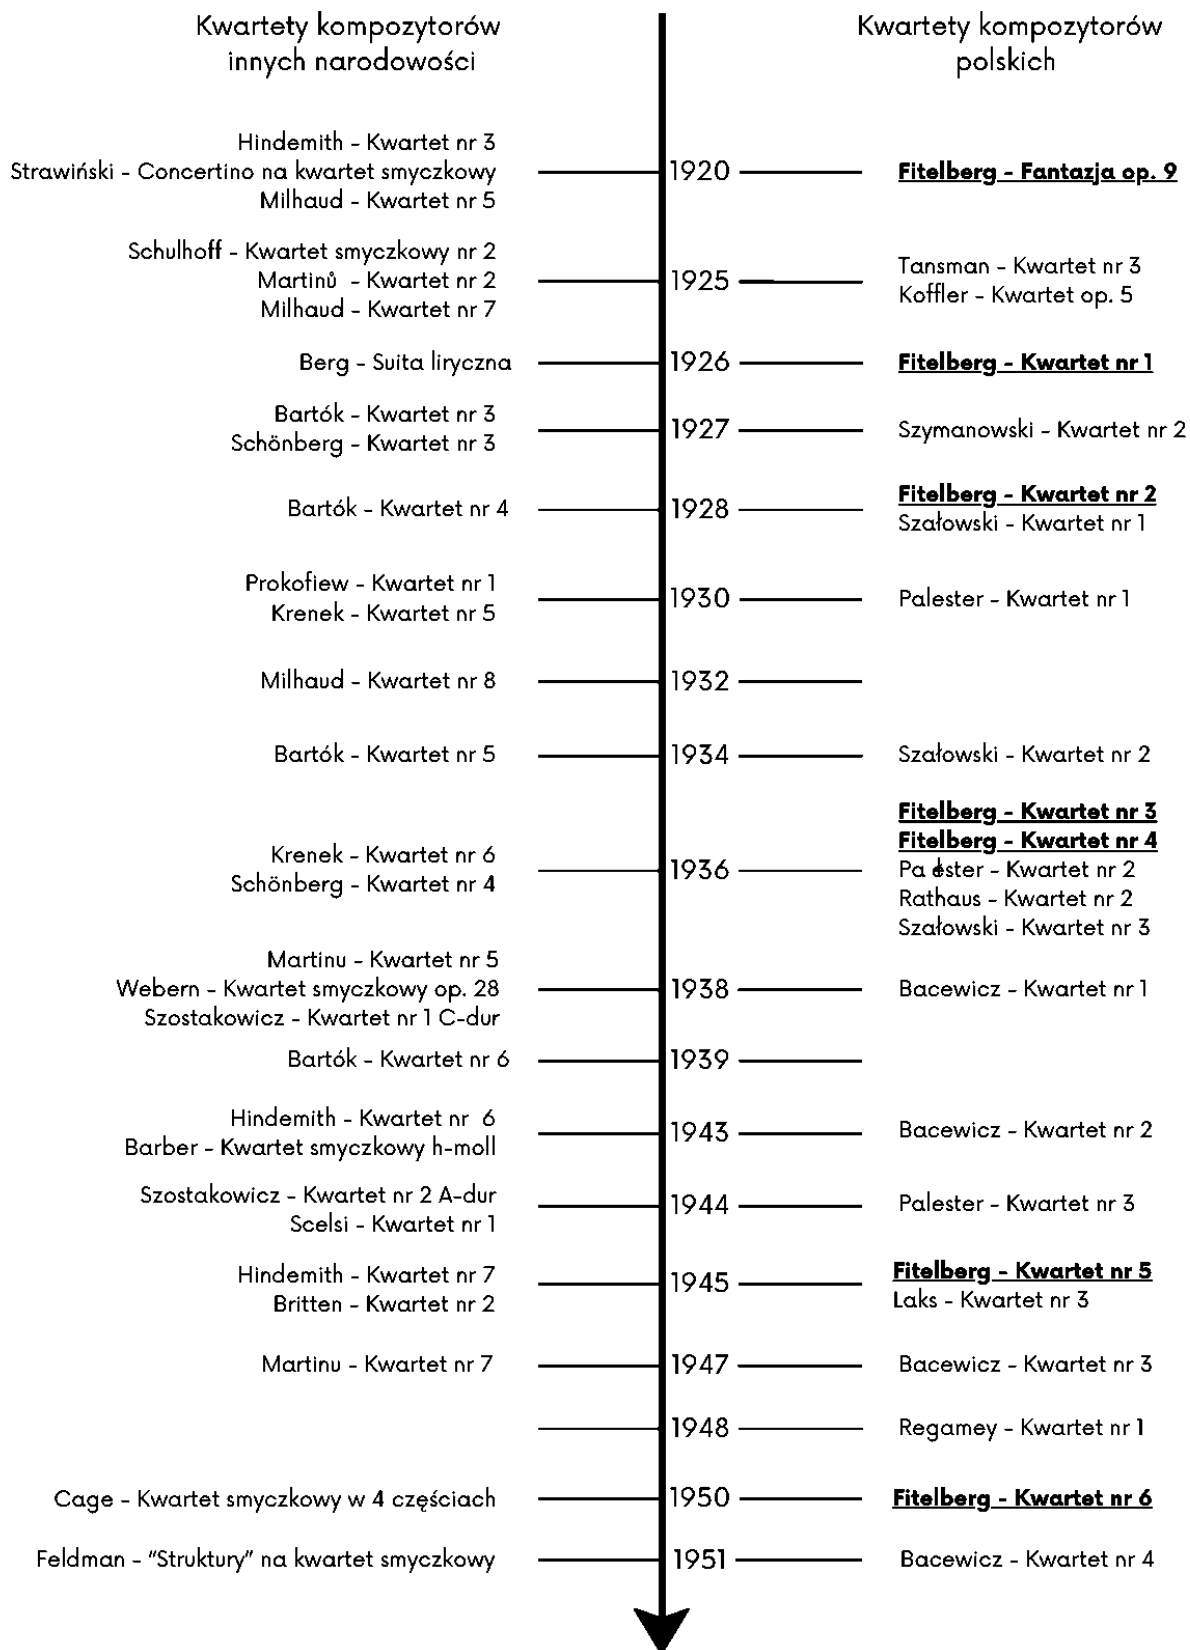 Kwartety kompozytorów
innych narodowości
Kwartety kompozytorów
polskich
Hindemith - Kwartet nr 3
Strawiński - Concertino na kwartet smyczkowy
Milhaud - Kwartet nr 5
1920
Fitelberg - Fantazja op. 9
Schulhoff - Kwartet smyczkowy nr 2
Martinů - Kwartet nr 2
Milhaud - Kwartet nr 7
1925
Tansman - Kwartet nr 3
Koffler - Kwartet op. 5
Berg - Suita liryczna
1926
Fitelberg - Kwartet nr 1
Bartók - Kwartet nr 3
Schönberg - Kwartet nr 3
1927
Szymanowski - Kwartet nr 2
Bartók - Kwartet nr 4
1928
Fitelberg - Kwartet nr 2
Szałowski - Kwartet nr 1
Prokofiew - Kwartet nr 1
Krenek - Kwartet nr 5
1930
Palester - Kwartet nr 1
Milhaud - Kwartet nr 8
1932
Bartók - Kwartet nr 5
1934
Szałowski - Kwartet nr 2
Krenek - Kwartet nr 6
Schönberg - Kwartet nr 4
1936
Fitelberg - Kwartet nr 3
Fitelberg - Kwartet nr 4
- Kwartet nr 2
Rathaus - Kwartet nr 2
Szałowski - Kwartet nr 3
Martinu - Kwartet nr 5
Webern - Kwartet smyczkowy op. 28
Szostakowicz - Kwartet nr 1 C-dur
1938
Bacewicz - Kwartet nr 1
Bartók - Kwartet nr 6
1939
Hindemith - Kwartet nr 6
Barber - Kwartet smyczkowy h-moll
1943
Bacewicz - Kwartet nr 2
Szostakowicz - Kwartet nr 2 A-dur
Scelsi - Kwartet nr 1
1944
Palester - Kwartet nr 3
Hindemith - Kwartet nr 7
Britten - Kwartet nr 2
1945
Fitelberg - Kwartet nr 5
Laks - Kwartet nr 3
Martinu - Kwartet nr 7
1947
Bacewicz - Kwartet nr 3
1948
Regamey - Kwartet nr 1
Cage - Kwartet smyczkowy w 4 częściach
1950
Fitelberg - Kwartet nr 6
Feldman - "Struktury" na kwartet smyczkowy
1951
Bacewicz - Kwartet nr 4